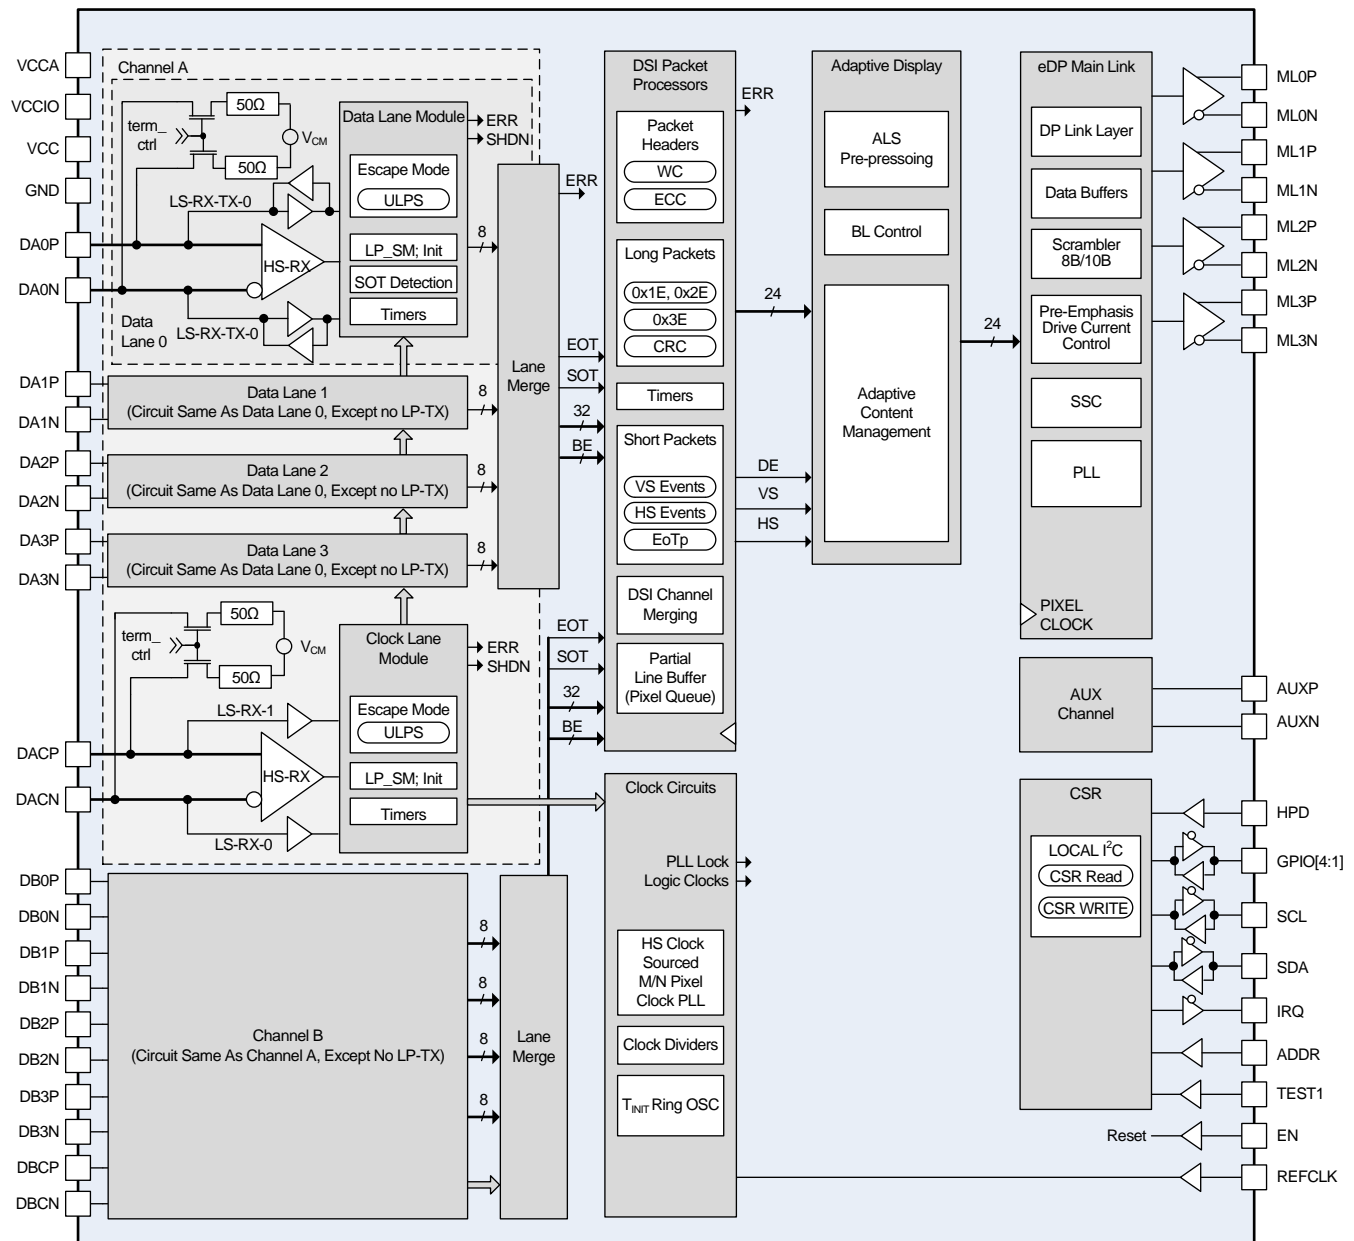 VCCA
VCCIO
VCC
GND
DA0P
DA0N
DA1P
DA1N
DA2P
DA2N
DA3P
DA3N
DACP
DACN
DB0P
DB0N
DB1P
DB1N
DB2P
DB2N
DB3P
DB3N
DBCP
DBCN
Channel A
50Ω
term_
ctrl
VCM
50Ω
LS-RX-TX-0
HS-RX
LS-RX-TX-0
Data
Lane 0
Data Lane Module
Escape Mode
ULPS
LP_SM; Init
SOT Detection
Timers
ERR
SHDN
8
Data Lane 1
(Circuit Same As Data Lane 0, Except no LP-TX)
8
Data Lane 2
(Circuit Same As Data Lane 0, Except no LP-TX)
8
Data Lane 3
(Circuit Same As Data Lane 0, Except no LP-TX)
8
50Ω
term_
ctrl
VCM
50Ω
LS-RX-1
HS-RX
LS-RX-0
Clock Lane
Module
Escape Mode
ULPS
LP_SM; Init
Timers
ERR
SHDN
Lane
Merge
ERR
EOT
SOT
32
BE
EOT
SOT
32
BE
Channel B
(Circuit Same As Channel A, Except No LP-TX)
8
8
8
8
Lane
Merge
DSI Packet
Processors
Packet
Headers
WC
ECC
Long Packets
0x1E, 0x2E
0x3E
CRC
Timers
Short Packets
VS Events
HS Events
EoTp
DSI Channel
Merging
Partial
Line Buffer
(Pixel Queue)
ERR
24
DE
VS
HS
Clock Circuits
PLL Lock
Logic Clocks
HS Clock
Sourced
M/N Pixel
Clock PLL
Clock Dividers
TINIT Ring OSC
Adaptive Display
ALS
Pre-pressoing
BL Control
Adaptive
Content
Management
24
eDP Main Link
DP Link Layer
Data Buffers
Scrambler
8B/10B
Pre-Emphasis
Drive Current
Control
SSC
PLL
PIXEL
CLOCK
AUX
Channel
CSR
LOCAL I²C
CSR Read
CSR WRITE
Reset
ML0P
ML0N
ML1P
ML1N
ML2P
ML2N
ML3P
ML3N
AUXP
AUXN
HPD
GPIO[4:1]
SCL
SDA
IRQ
ADDR
TEST1
EN
REFCLK